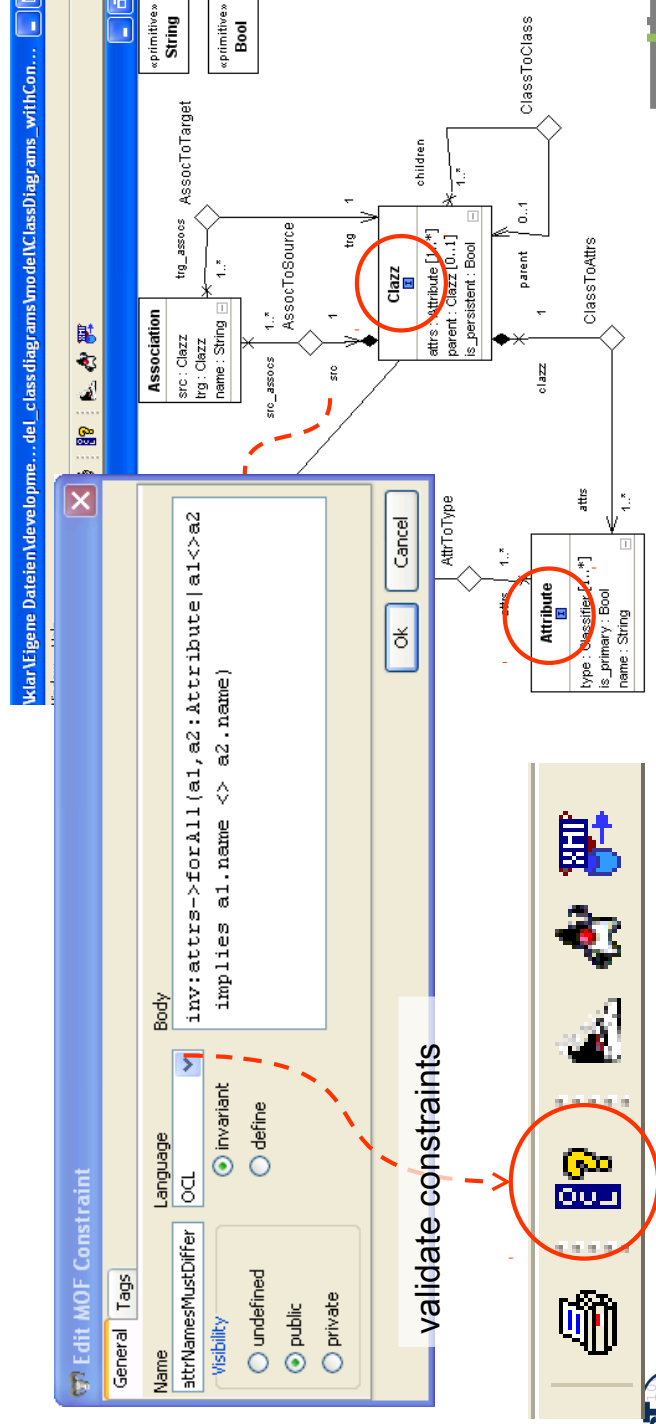 \klar\Eigene Dateien\developme...del_classdiagrams\model\ClassDiagrams_withCon...
Edit MOF Constraint
General
Tags
Name
Language
Body
attrNamesMustDiffer
OCL
inv:attrs->forAll(a1,a2:Attribute|a1<>a2
implies a1.name <> a2.name)
Visibility
undefined
public
private
invariant
define
Ok
Cancel
validate constraints
OCL?
XMI
«primitive»
String
«primitive»
Bool
Association
src : Clazz
trg : Clazz
name : String
trg_assocs
1..*
AssocToTarget
src_assocs
1..*
AssocToSource
1
src
1
trg
Clazz
attrs : Attribute [1..*]
parent : Clazz [0..1]
is_persistent : Bool
children
1..*
ClassToClass
parent
0..1
clazz
1
ClassToAttrs
attrs
1..*
AttrToType
attrs
1..*
Attribute
type : Classifier [1..*]
is_primary : Bool
name : String